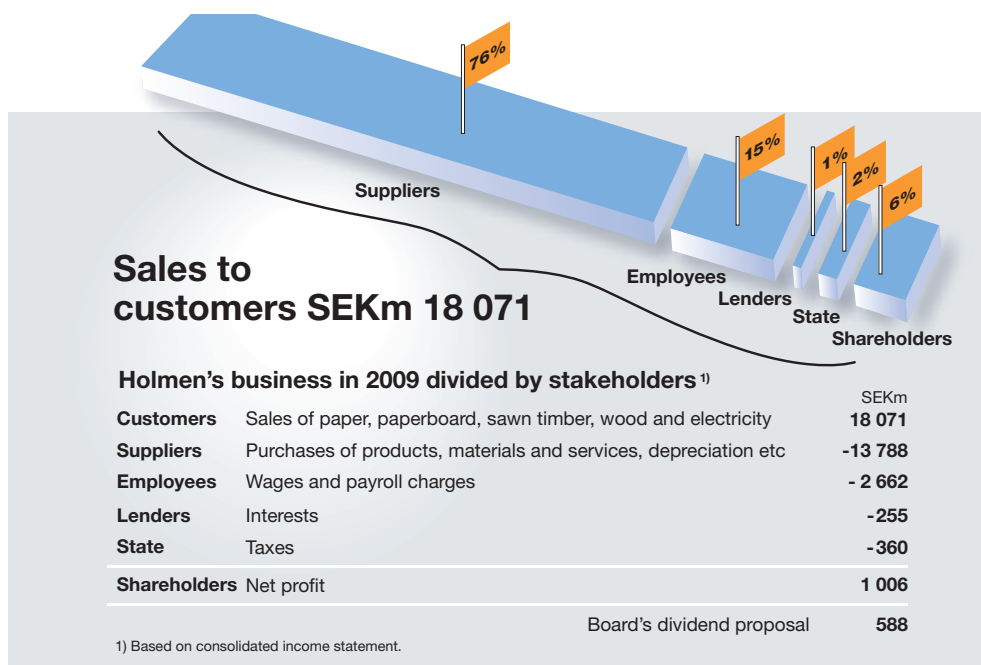 76%
15%
1%
2%
6%
Suppliers
Employees
Lenders
State
Shareholders
Sales to
customers SEKm 18 071
Holmen's business in 2009 divided by stakeholders 1)
SEKm
Customers Sales of paper, paperboard, sawn timber, wood and electricity 18 071
Suppliers Purchases of products, materials and services, depreciation etc -13 788
Employees Wages and payroll charges - 2 662
Lenders Interests -255
State Taxes -360
Shareholders Net profit 1 006
Board's dividend proposal 588
1) Based on consolidated income statement.